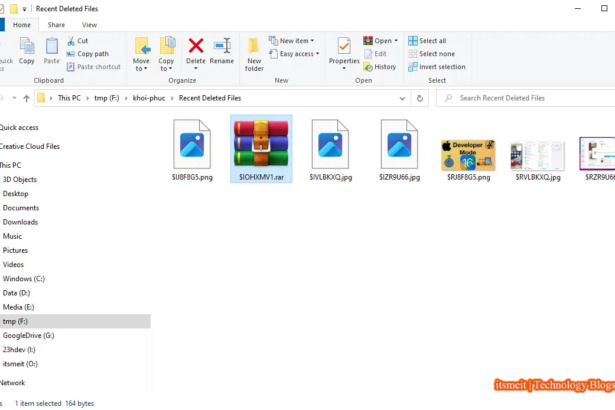 Recent Deleted Files
Home Share View
Copy
Paste
Cut
Copy path
Paste shortcut
Move to
Copy to
Delete
Rename
New folder
New item
Easy access
Properties
Open
Edit
History
Select all
Select none
Insert selection
Clipboard Organize New Open Select
This PC > tmp (F:) > khoi-phuc > Recent Deleted Files
Search Recent Deleted Files
Quick access
Creative Cloud Files
This PC
3D Objects
Desktop
Documents
Downloads
Music
Pictures
Videos
Windows (C:)
Data (D:)
Media (E:)
tmp (F:)
GoogleDrive (G:)
23hdev (I:)
itsmeit (O:)
Network
Developer
Mode
16
$IJ8F8G5.png $IOHXMV1.rar $IVLBKXQ.jpg $IZR9U66.jpg $RJ8F8G5.png $RVLBKXQ.jpg $RZR9U66
1 item selected 164 bytes
itsmeit | Technology Blogs